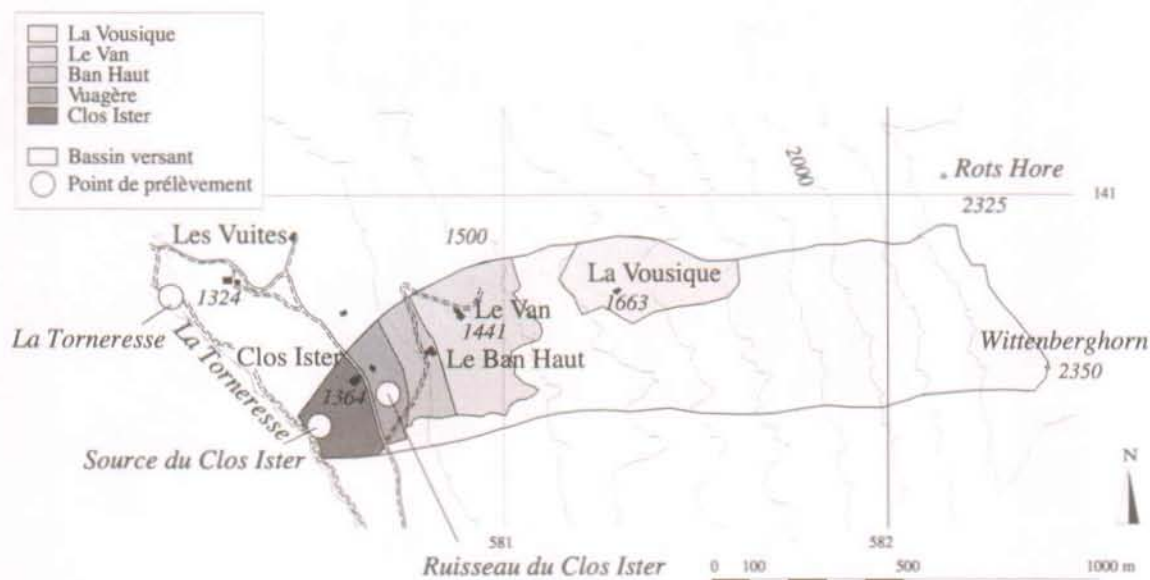 La Vousique
Le Van
Ban Haut
Vuagère
Clos Ister
Bassin versant
Point de prélèvement
2000
Rots Hore
2325
141
Les Vuites
1500
1324
La Vousique
1663
Le Van
1441
La Torneresse
La Torneresse
Clos Ister
Le Ban Haut
Wittenberghorn
2350
1364
Source du Clos Ister
N
581
582
Ruisseau du Clos Ister
0 100 500 1000 m